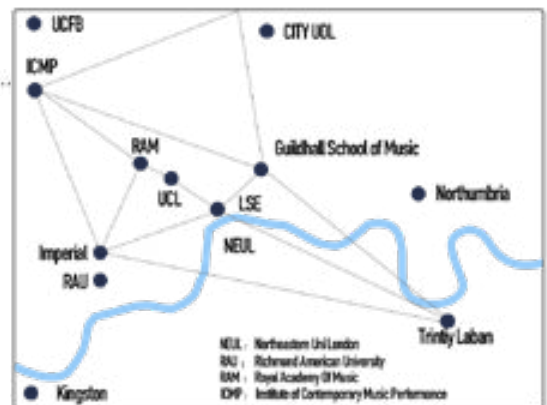 UCFB
CITY UOL
ICMP
RAM
Guildhall School of Music
UCL
Northumbria
LSE
Imperial
NEUL
RAU
Trinity Laban
NEUL : Northeastern Uni London
RAU : Richmond American University
RAM : Royal Academy Of Music
ICMP : Institute of Contemporary Music Performance
Kingston